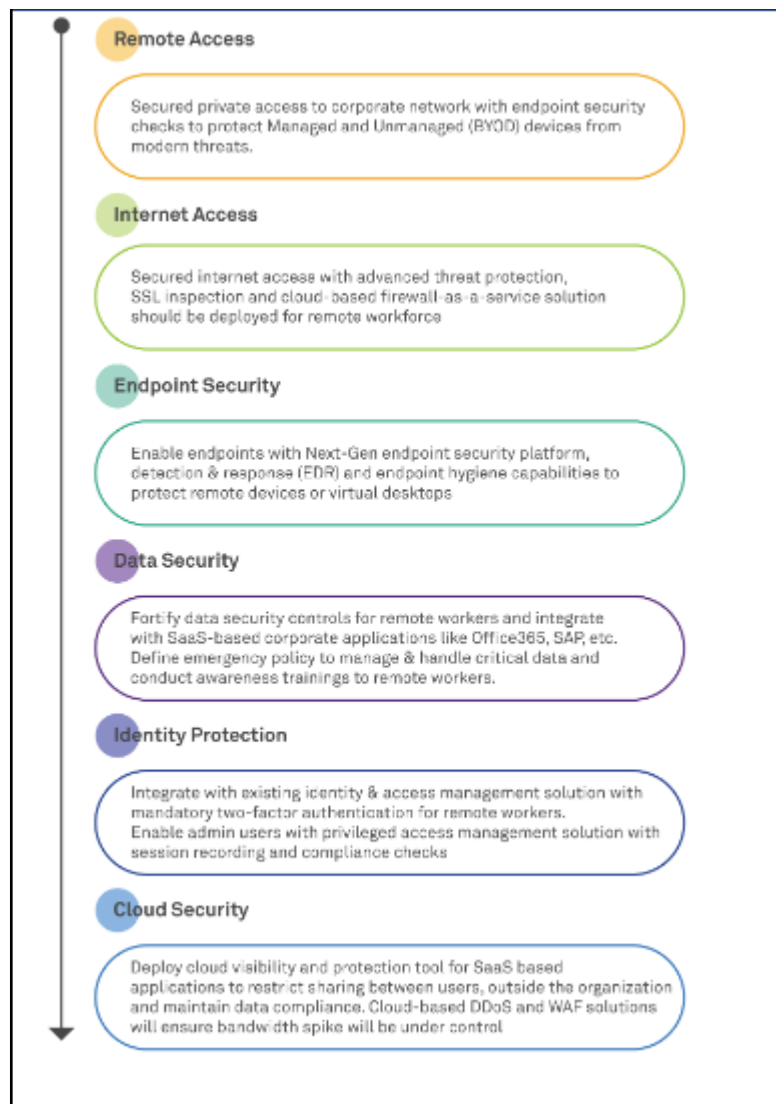 Remote Access
Secured private access to corporate network with endpoint security
checks to protect Managed and Unmanaged (BYOD) devices from
modern threats.
Internet Access
Secured internet access with advanced threat protection,
SSL inspection and cloud-based firewall-as-a-service solution
should be deployed for remote workforce
Endpoint Security
Enable endpoints with Next-Gen endpoint security platform,
detection & response (EDR) and endpoint hygiene capabilities to
protect remote devices or virtual desktops
Data Security
Fortify data security controls for remote workers and integrate
with SaaS-based corporate applications like Office365, SAP, etc.
Define emergency policy to manage & handle critical data and
conduct awareness trainings to remote workers.
Identity Protection
Integrate with existing identity & access management solution with
mandatory two-factor authentication for remote workers.
Enable admin users with privileged access management solution with
session recording and compliance checks
Cloud Security
Deploy cloud visibility and protection tool for SaaS based
applications to restrict sharing between users, outside the organization
and maintain data compliance. Cloud-based DDoS and WAF solutions
will ensure bandwidth spike will be under control